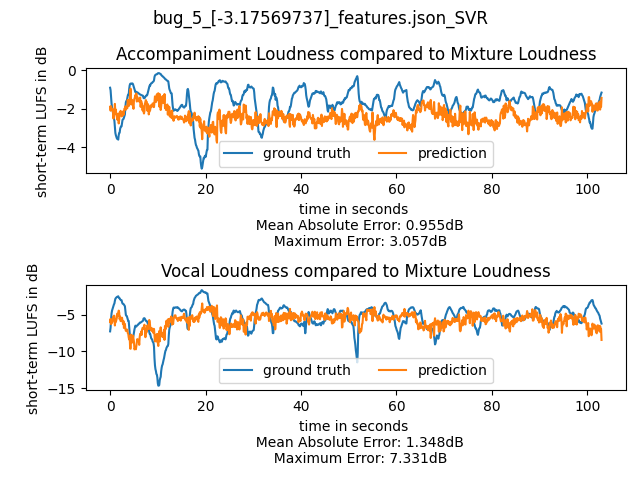 bug_5_[-3.17569737]_features.json_SVR
Accompaniment Loudness compared to Mixture Loudness
short-term LUFS in dB
0
−2
−4
ground truth prediction
0 20 40 60 80 100
time in seconds
Mean Absolute Error: 0.955dB
Maximum Error: 3.057dB
Vocal Loudness compared to Mixture Loudness
short-term LUFS in dB
−5
−10
−15
ground truth prediction
0 20 40 60 80 100
time in seconds
Mean Absolute Error: 1.348dB
Maximum Error: 7.331dB